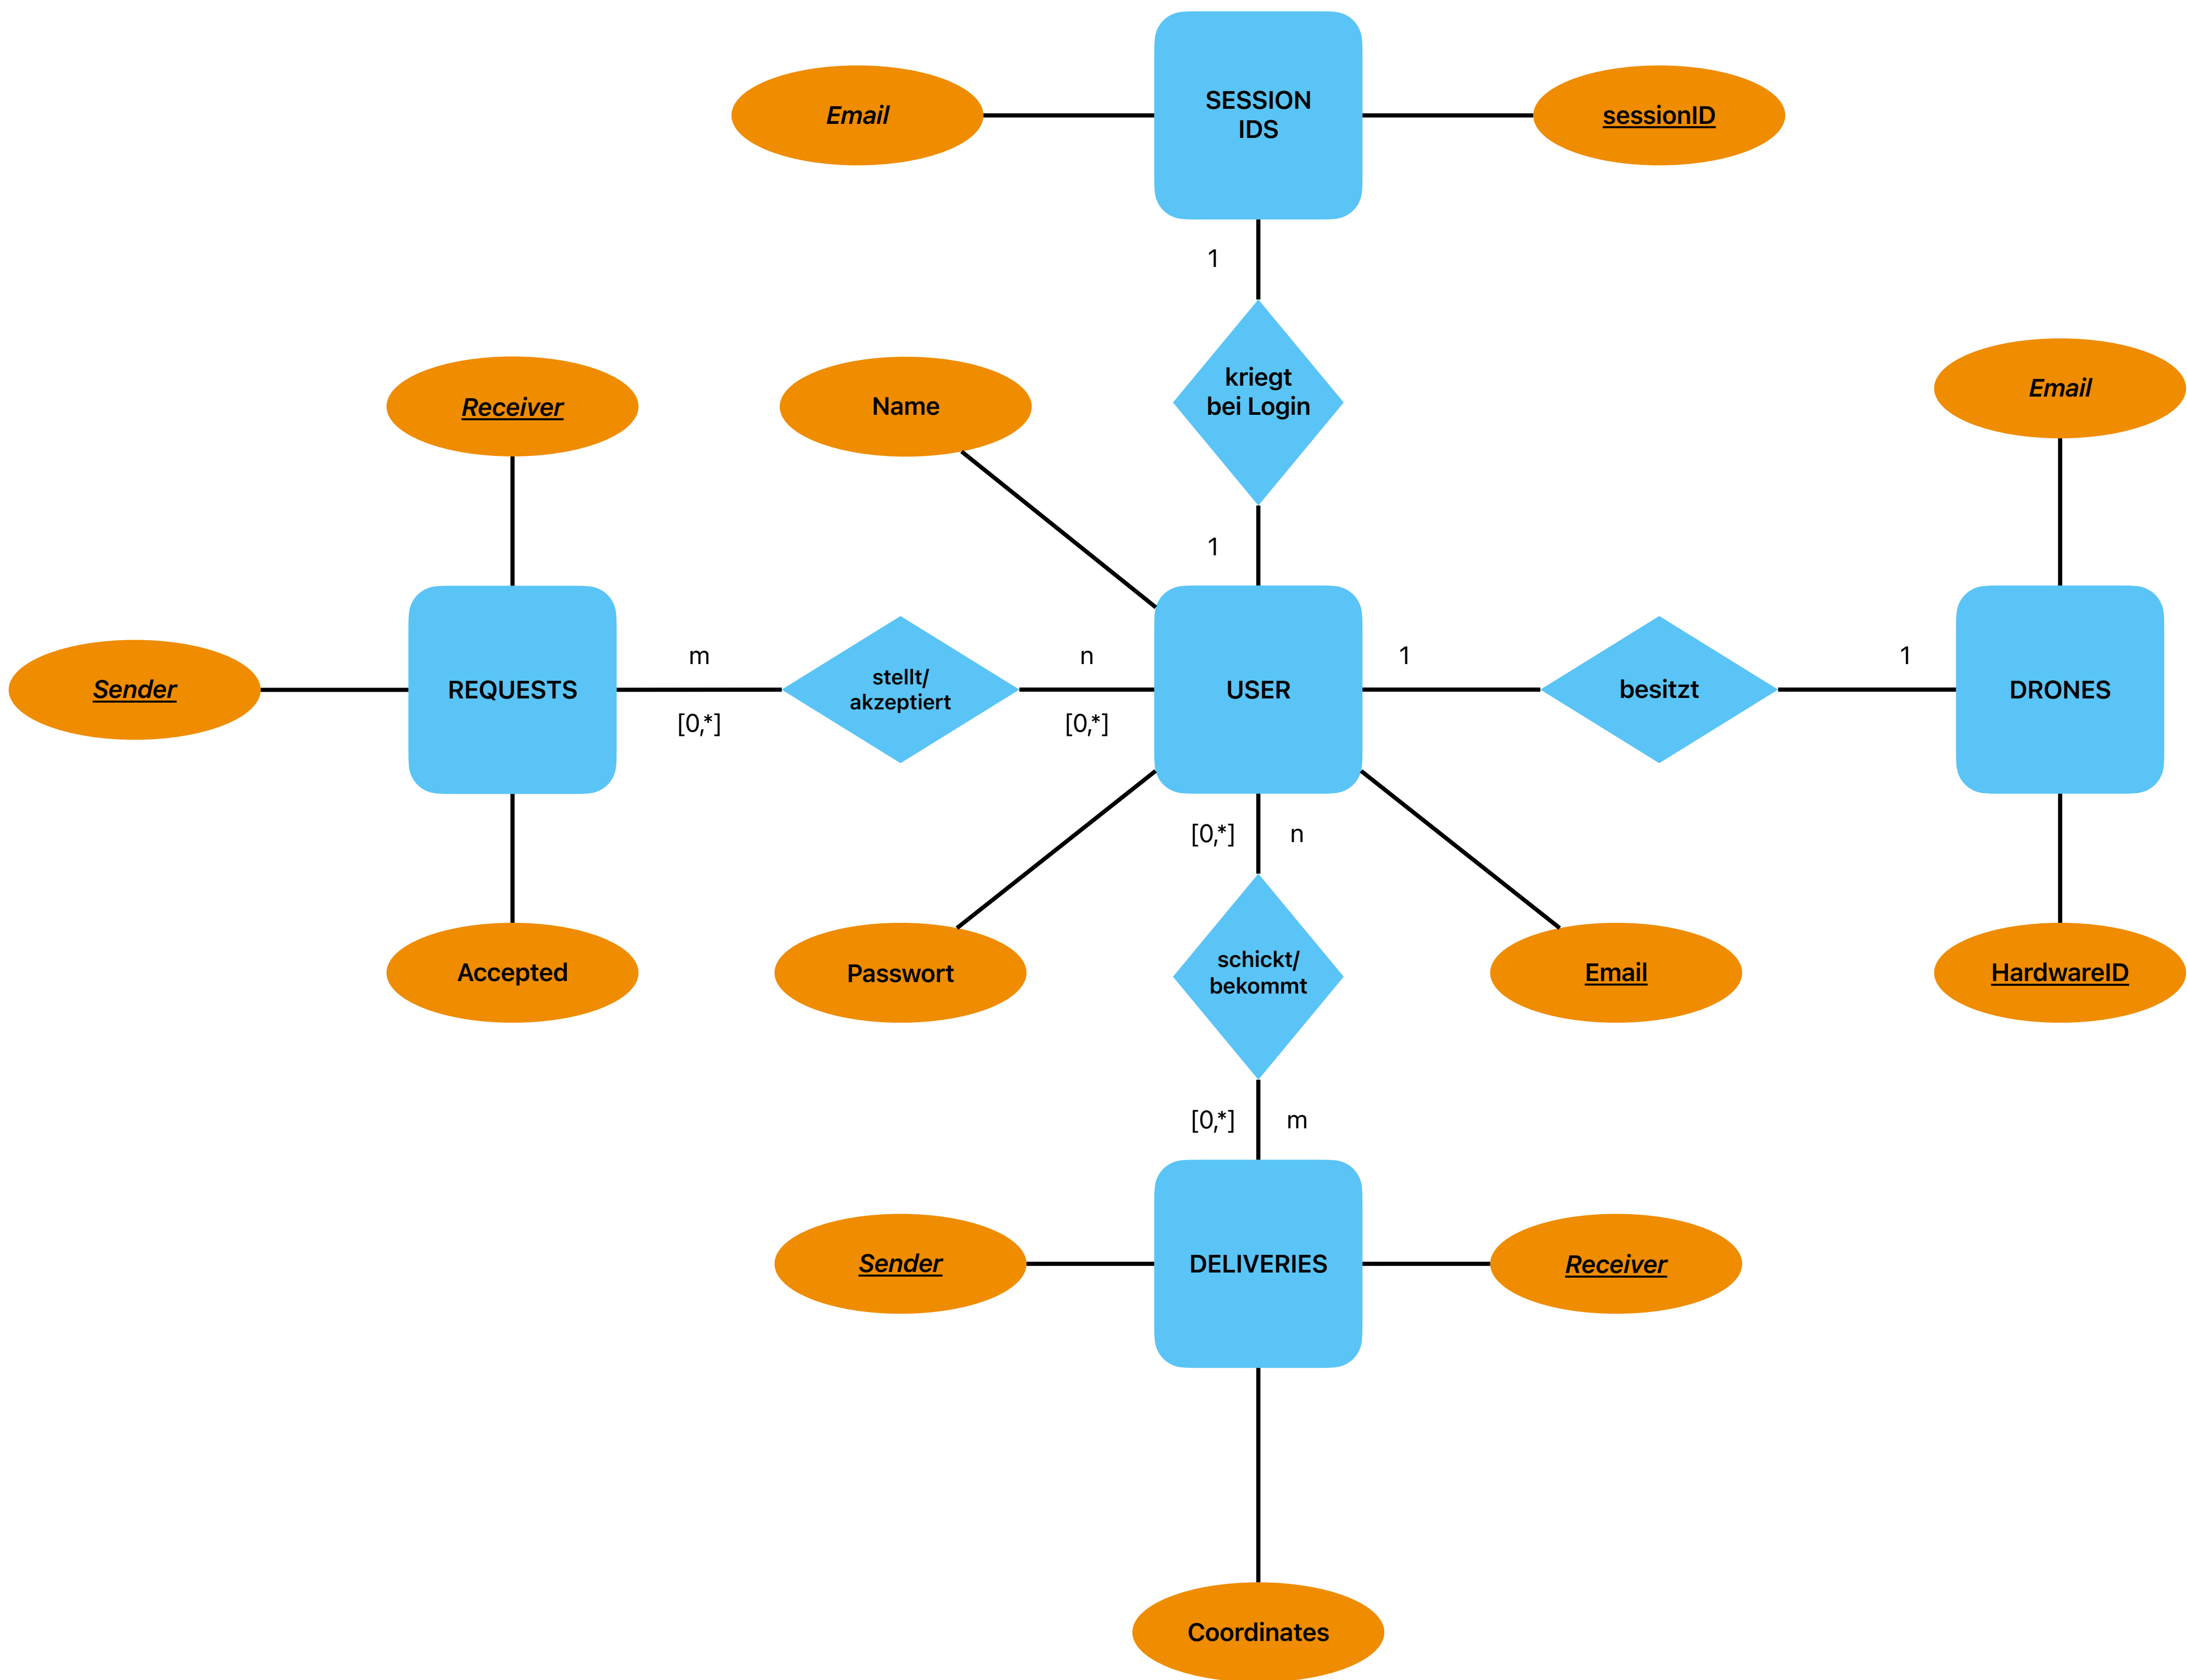 SESSION
IDS
Email
sessionID
1
kriegt
bei Login
Email
Receiver
Name
1
m
n
1
1
Sender
REQUESTS
stellt/
akzeptiert
USER
besitzt
DRONES
[0,*]
[0,*]
[0,*]
n
Accepted
Passwort
schickt/
bekommt
Email
HardwareID
[0,*]
m
Sender
DELIVERIES
Receiver
Coordinates